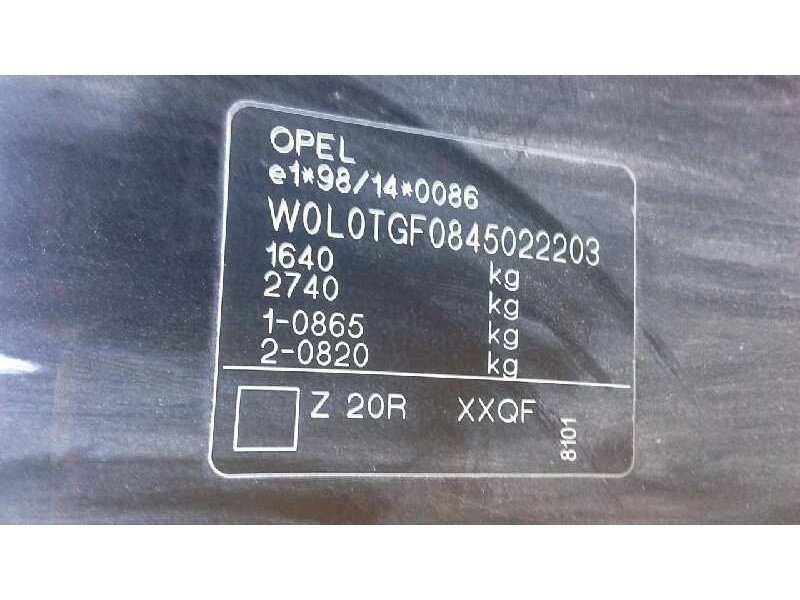 OPEL
e1*98/14*0086
W0L0TGF0845022203
1640 kg
2740 kg
1-0865 kg
2-0820 kg
Z 20R XXQF
8101